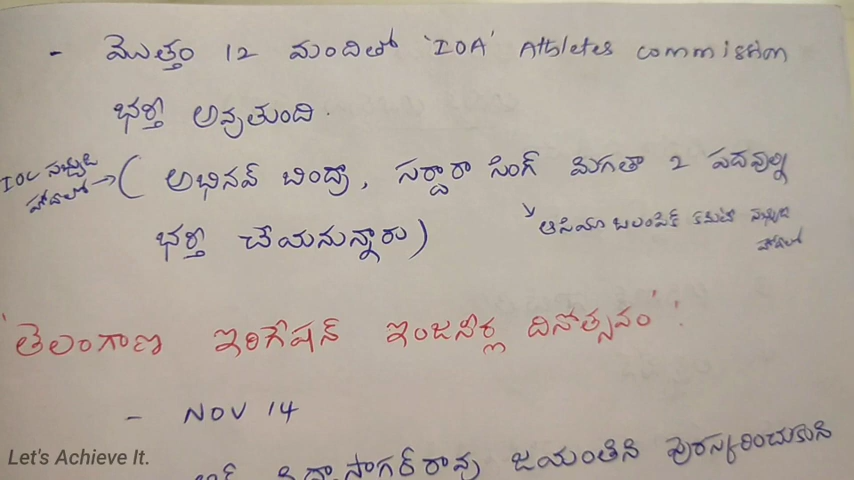 - మొత్తం 12 మందితో 'IOA' Athletes commission
భర్తీ అవుతుంది.
IOC సభ్యుడి హోదాలో → ( అభినవ్ బింద్రా, సర్దారా సింగ్ మిగతా 2 పదవుల్ని
→ ఆసియా ఒలంపిక్ కమిటీ సభ్యుడి హోదాలో
భర్తీ చేయనున్నారు)
'తెలంగాణ ఇరిగేషన్ ఇంజనీర్ల దినోత్సవం' :
- NOV 14
విద్యాసాగర్‌రావు జయంతిని పురస్కరించుకుని
Let's Achieve It.